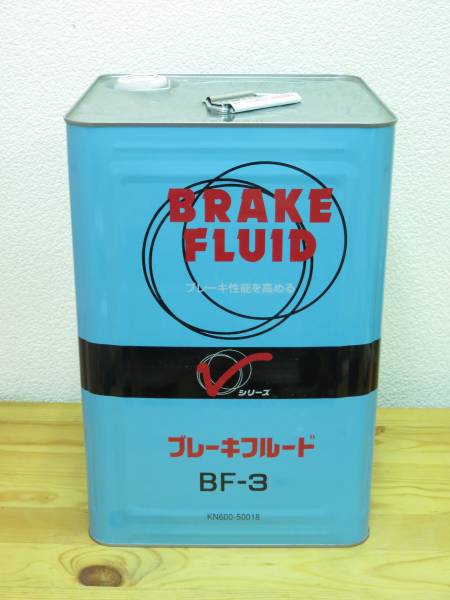 BRAKE
FLUID
ブレーキ性能を高める
シリーズ
ブレーキフルード
BF-3
KN600-50018